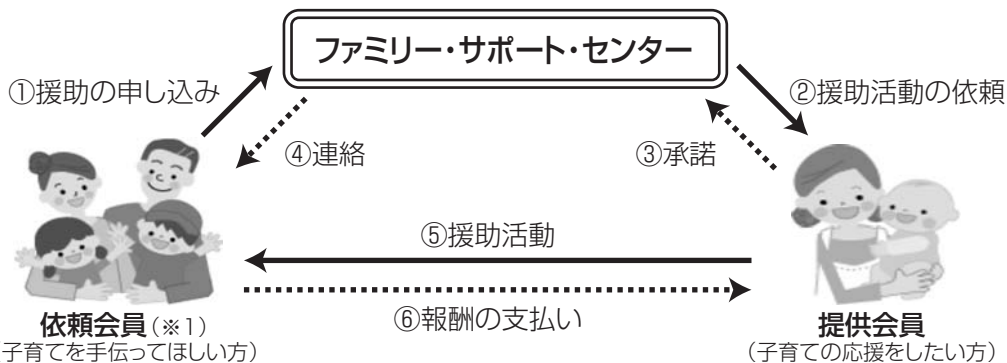 ファミリー・サポート・センター
①援助の申し込み
②援助活動の依頼
④連絡
③承諾
⑤援助活動
⑥報酬の支払い
依頼会員(※1)
(子育てを手伝ってほしい方)
提供会員
(子育ての応援をしたい方)